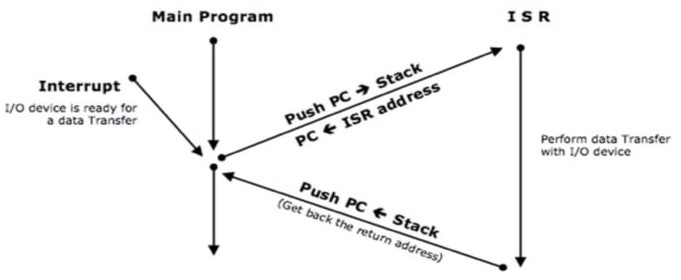 Main Program
I S R
Interrupt
I/O device is ready for
a data Transfer
Push PC → Stack
PC ← ISR address
Perform data Transfer
with I/O device
Push PC ← Stack
(Get back the return address)